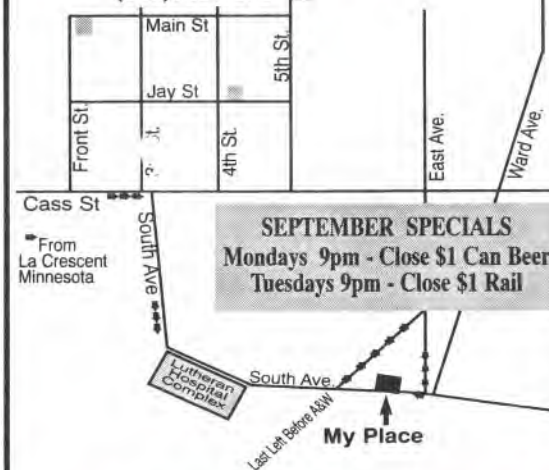 Main St
5th St.
Jay St
Front St.
4th St.
East Ave.
Ward Ave.
Cass St
From
La Crescent
Minnesota
South Ave
SEPTEMBER SPECIALS
Mondays 9pm - Close $1 Can Beer
Tuesdays 9pm - Close $1 Rail
Lutheran
Hospital
Complex
South Ave.
Last Left Before A&W
My Place